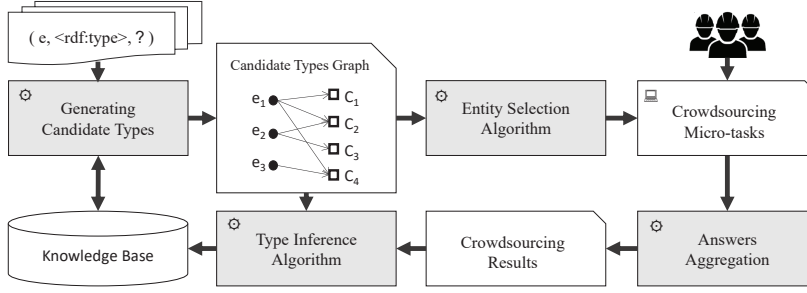 ( e, <rdf:type>, ? )
Generating
Candidate Types
Candidate Types Graph
e1
e2
e3
C1
C2
C3
C4
Entity Selection
Algorithm
Crowdsourcing
Micro-tasks
Knowledge Base
Type Inference
Algorithm
Crowdsourcing
Results
Answers
Aggregation